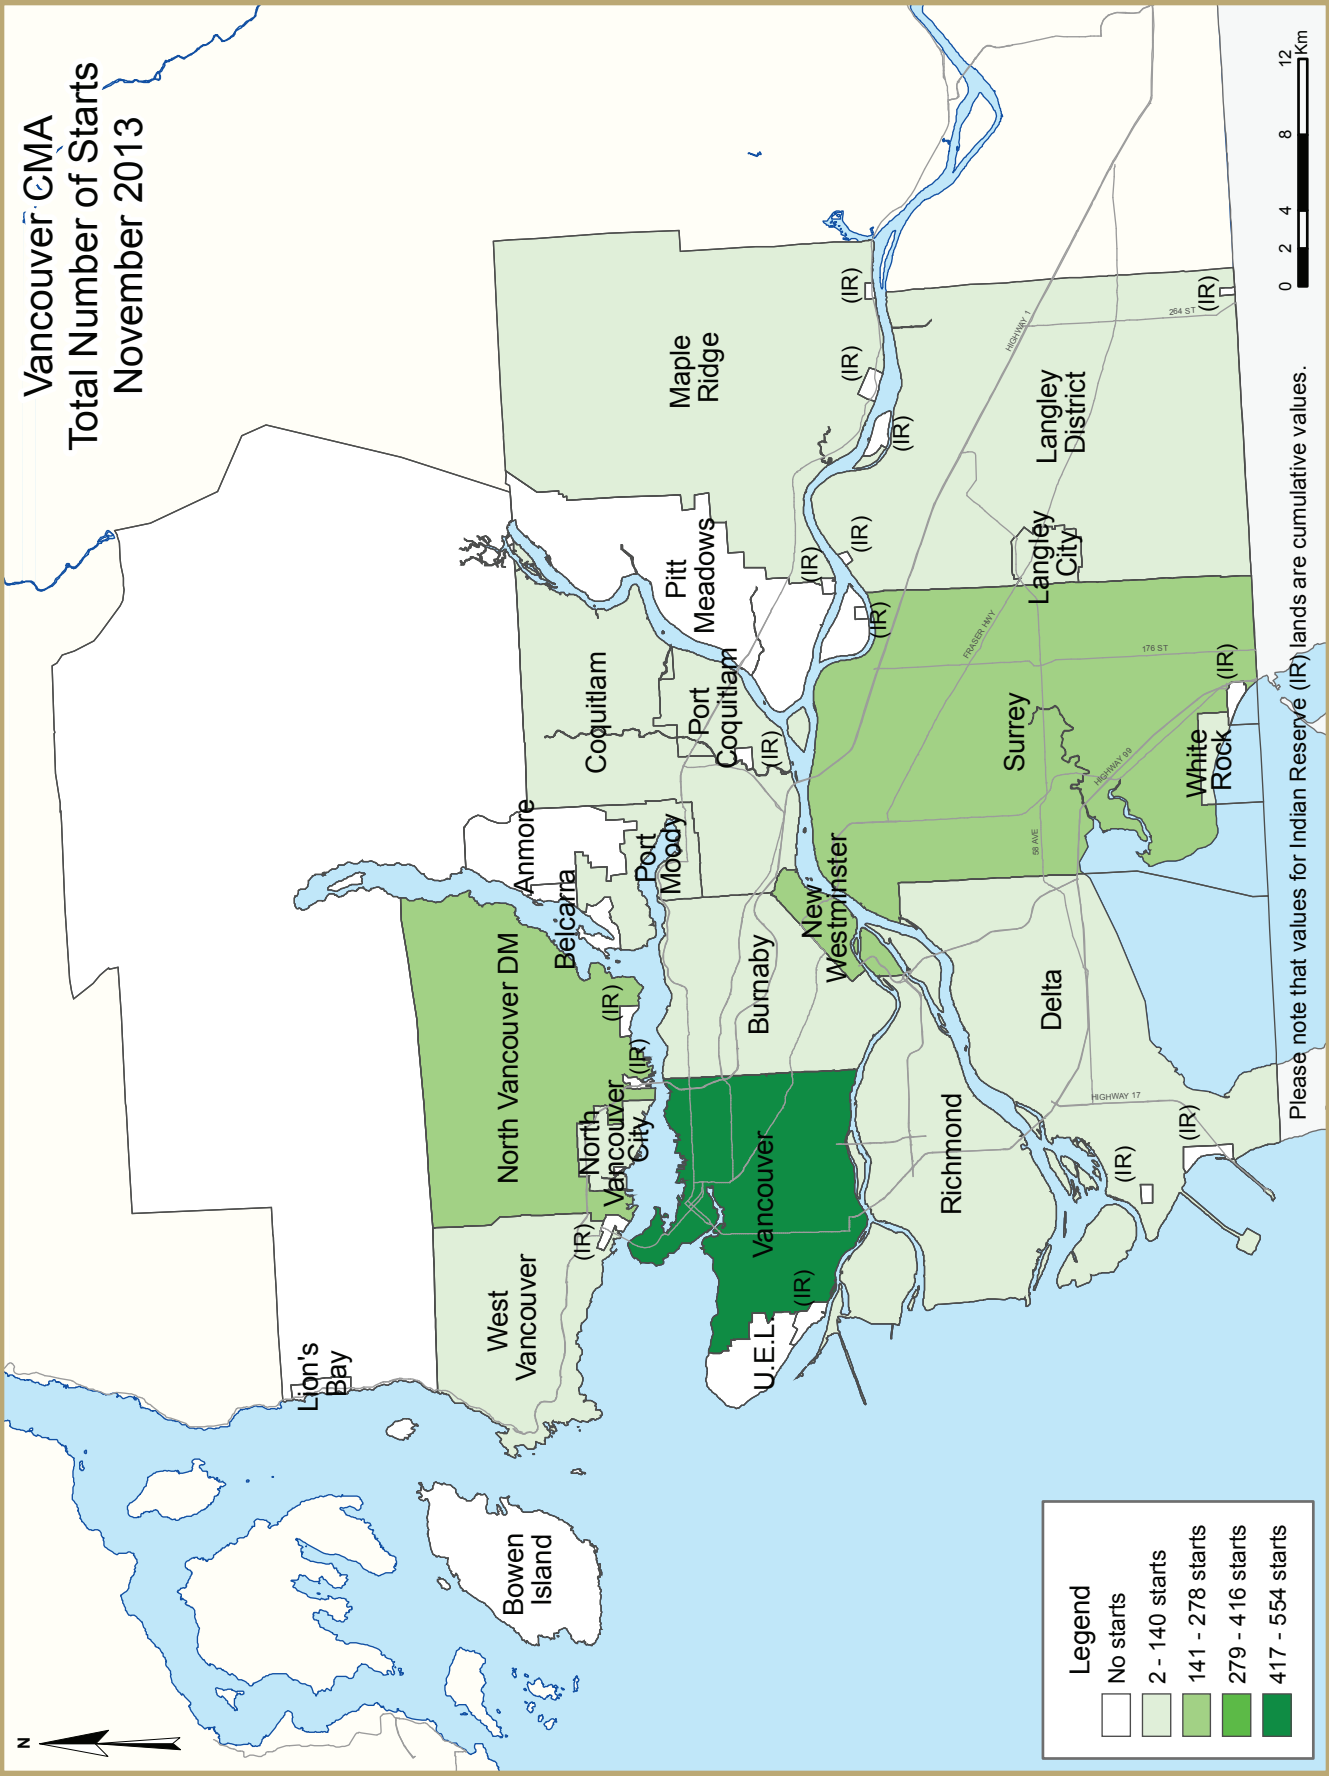 Vancouver CMA
Total Number of Starts
November 2013
N
Lion's
Bay
Bowen
Island
West
Vancouver
North Vancouver DM
North
Vancouver
City
(IR)
(IR)
(IR)
Belcarra
Anmore
Port
Moody
Coquitlam
Port
Coquitlam
(IR)
Pitt
Meadows
Maple
Ridge
(IR)
(IR)
(IR)
(IR)
(IR)
(IR)
U.E.L.
(IR)
Vancouver
Burnaby
New
Westminster
Richmond
Delta
(IR)
(IR)
HIGHWAY 17
Surrey
58 AVE
HIGHWAY 99
FRASER HWY
176 ST
White
Rock
(IR)
Langley
City
Langley
District
HIGHWAY 1
264 ST
(IR)
Legend
No starts
2 - 140 starts
141 - 278 starts
279 - 416 starts
417 - 554 starts
Please note that values for Indian Reserve (IR) lands are cumulative values.
0 2 4 8 12
Km